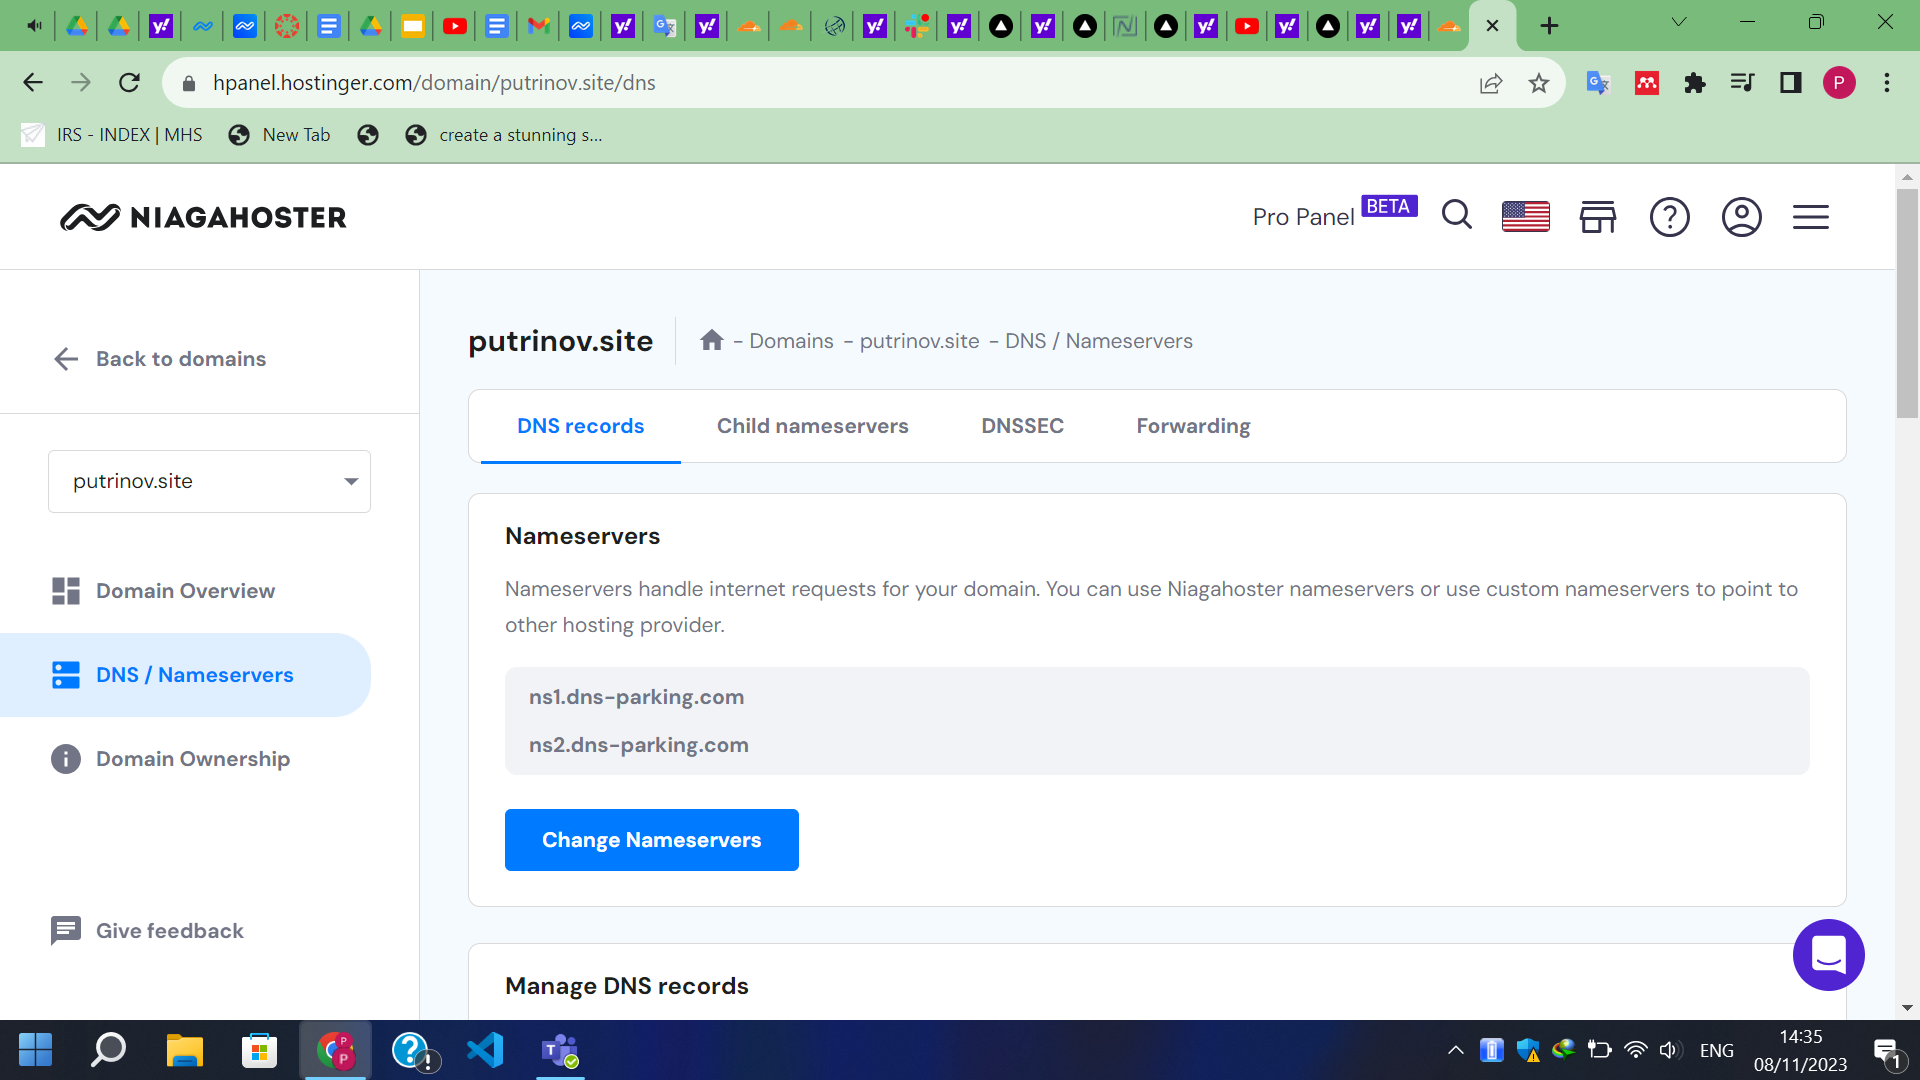 hpanel.hostinger.com/domain/putrinov.site/dns
P
IRS - INDEX | MHS
New Tab
create a stunning s...
NIAGAHOSTER
Pro Panel BETA
Back to domains
putrinov.site
- Domains - putrinov.site - DNS / Nameservers
DNS records
Child nameservers
DNSSEC
Forwarding
putrinov.site
Domain Overview
DNS / Nameservers
Domain Ownership
Give feedback
Nameservers
Nameservers handle internet requests for your domain. You can use Niagahoster nameservers or use custom nameservers to point to
other hosting provider.
ns1.dns-parking.com
ns2.dns-parking.com
Change Nameservers
Manage DNS records
ENG
14:35
08/11/2023
1